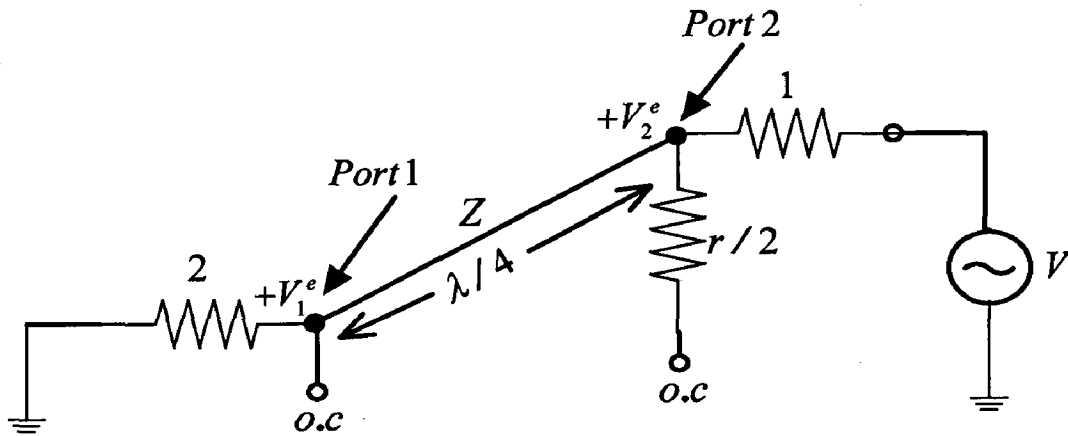 Port 2
1
+V₂ᵉ
Port 1
Z
r / 2
λ/4
V
2
+V₁ᵉ
o.c
o.c